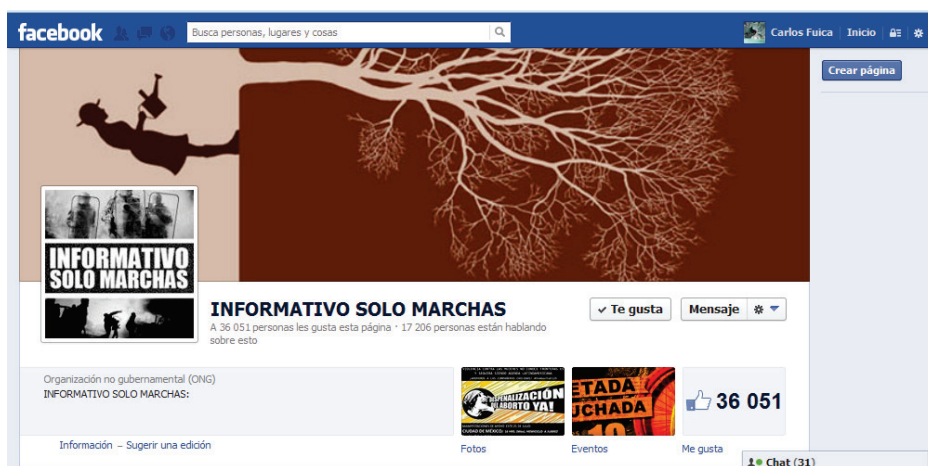 facebook
Busca personas, lugares y cosas
Carlos Fuica Inicio
Crear página
INFORMATIVO
SOLO MARCHAS
INFORMATIVO SOLO MARCHAS
A 36 051 personas les gusta esta página · 17 206 personas están hablando
sobre esto
✓ Te gusta
Mensaje
Organización no gubernamental (ONG)
INFORMATIVO SOLO MARCHAS:
DESPENALIZACIÓN
DEL ABORTO YA!
ETADA
UCHADA
36 051
Información – Sugerir una edición
Fotos
Eventos
Me gusta
Chat (31)